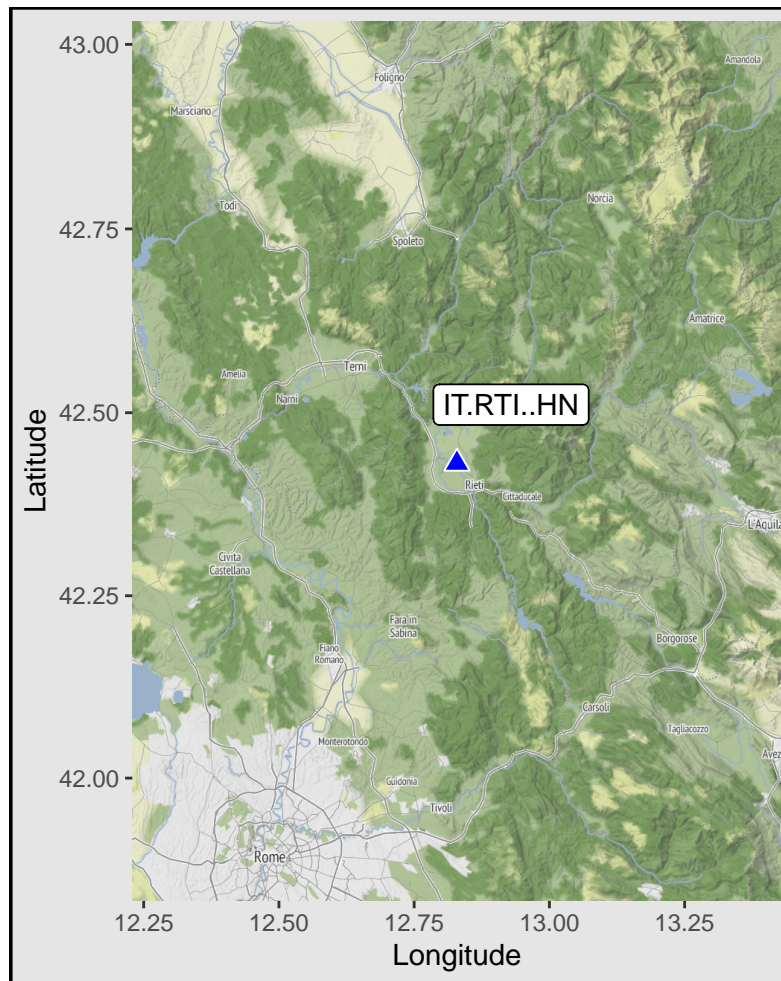 43.00
Amandola
Foligno
Marsciano
Norcia
Todi
42.75
Spoleto
Amatrice
Terni
Amelia
Narni
42.50
IT.RTI..HN
Rieti
Cittaducale
L'Aquila
Civita
Castellana
42.25
Fara in
Sabina
Borgorose
Fiano
Romano
Carsoli
Tagliacozzo
Monterotondo
Avez
42.00
Guidonia
Tivoli
Rome
12.25 12.50 12.75 13.00 13.25
Longitude
Latitude